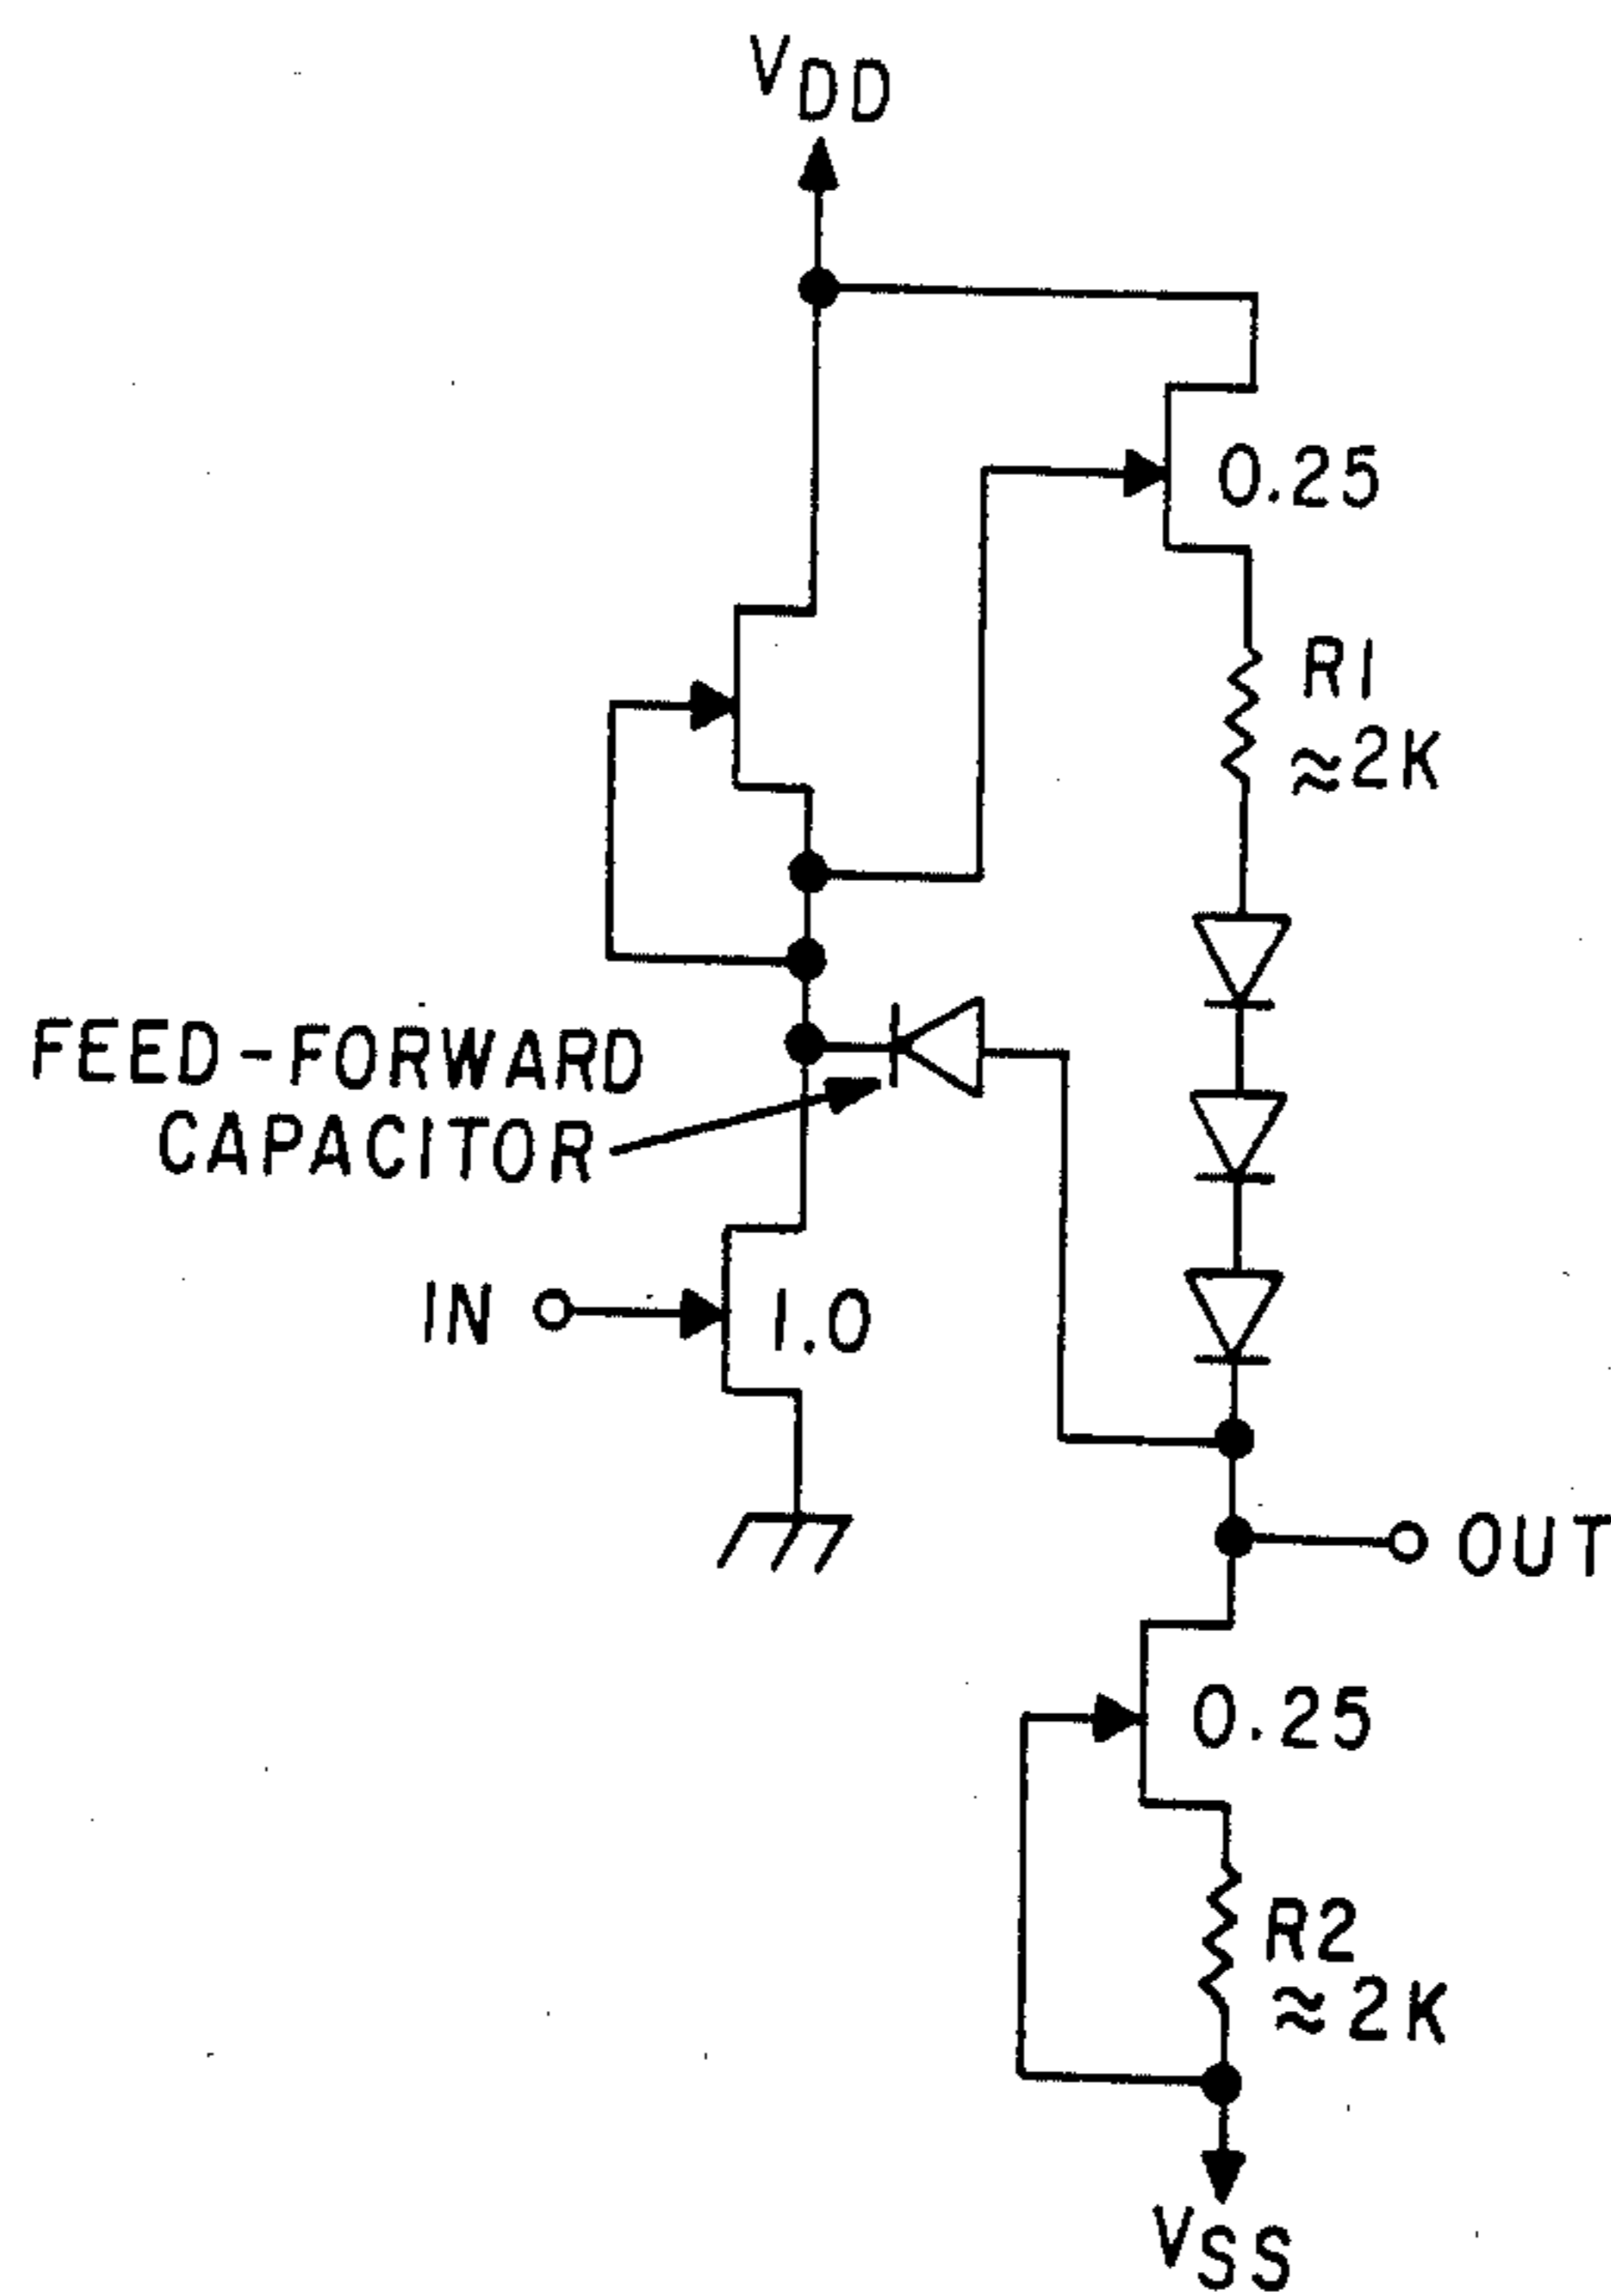 VDD
0.25
R1
≈2K
FEED-FORWARD
CAPACITOR
IN
1.0
OUT
0.25
R2
≈2K
VSS